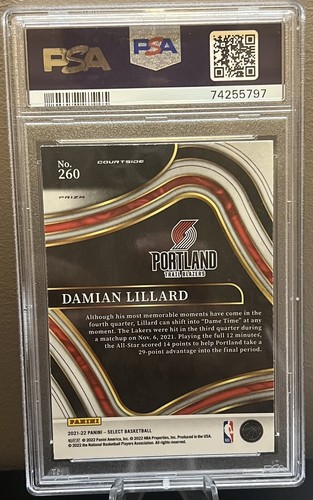 PSA
PSA
74255797
No.
260
COURTSIDE
PRIZM
PORTLAND
TRAIL BLAZERS
DAMIAN LILLARD
Although his most memorable moments have come in the
fourth quarter, Lillard can shift into "Dame Time" at any
moment. The Lakers were hit in the third quarter during
a matchup on Nov. 6, 2021. Playing the full 12 minutes,
the All-Star scored 14 points to help Portland take a
29-point advantage into the final period.
PANINI
2021-22 PANINI – SELECT BASKETBALL
© 2022 Panini America, Inc. © 2022 NBA Properties, Inc. Produced in the USA.
© 2022 the National Basketball Players Association. All rights reserved.